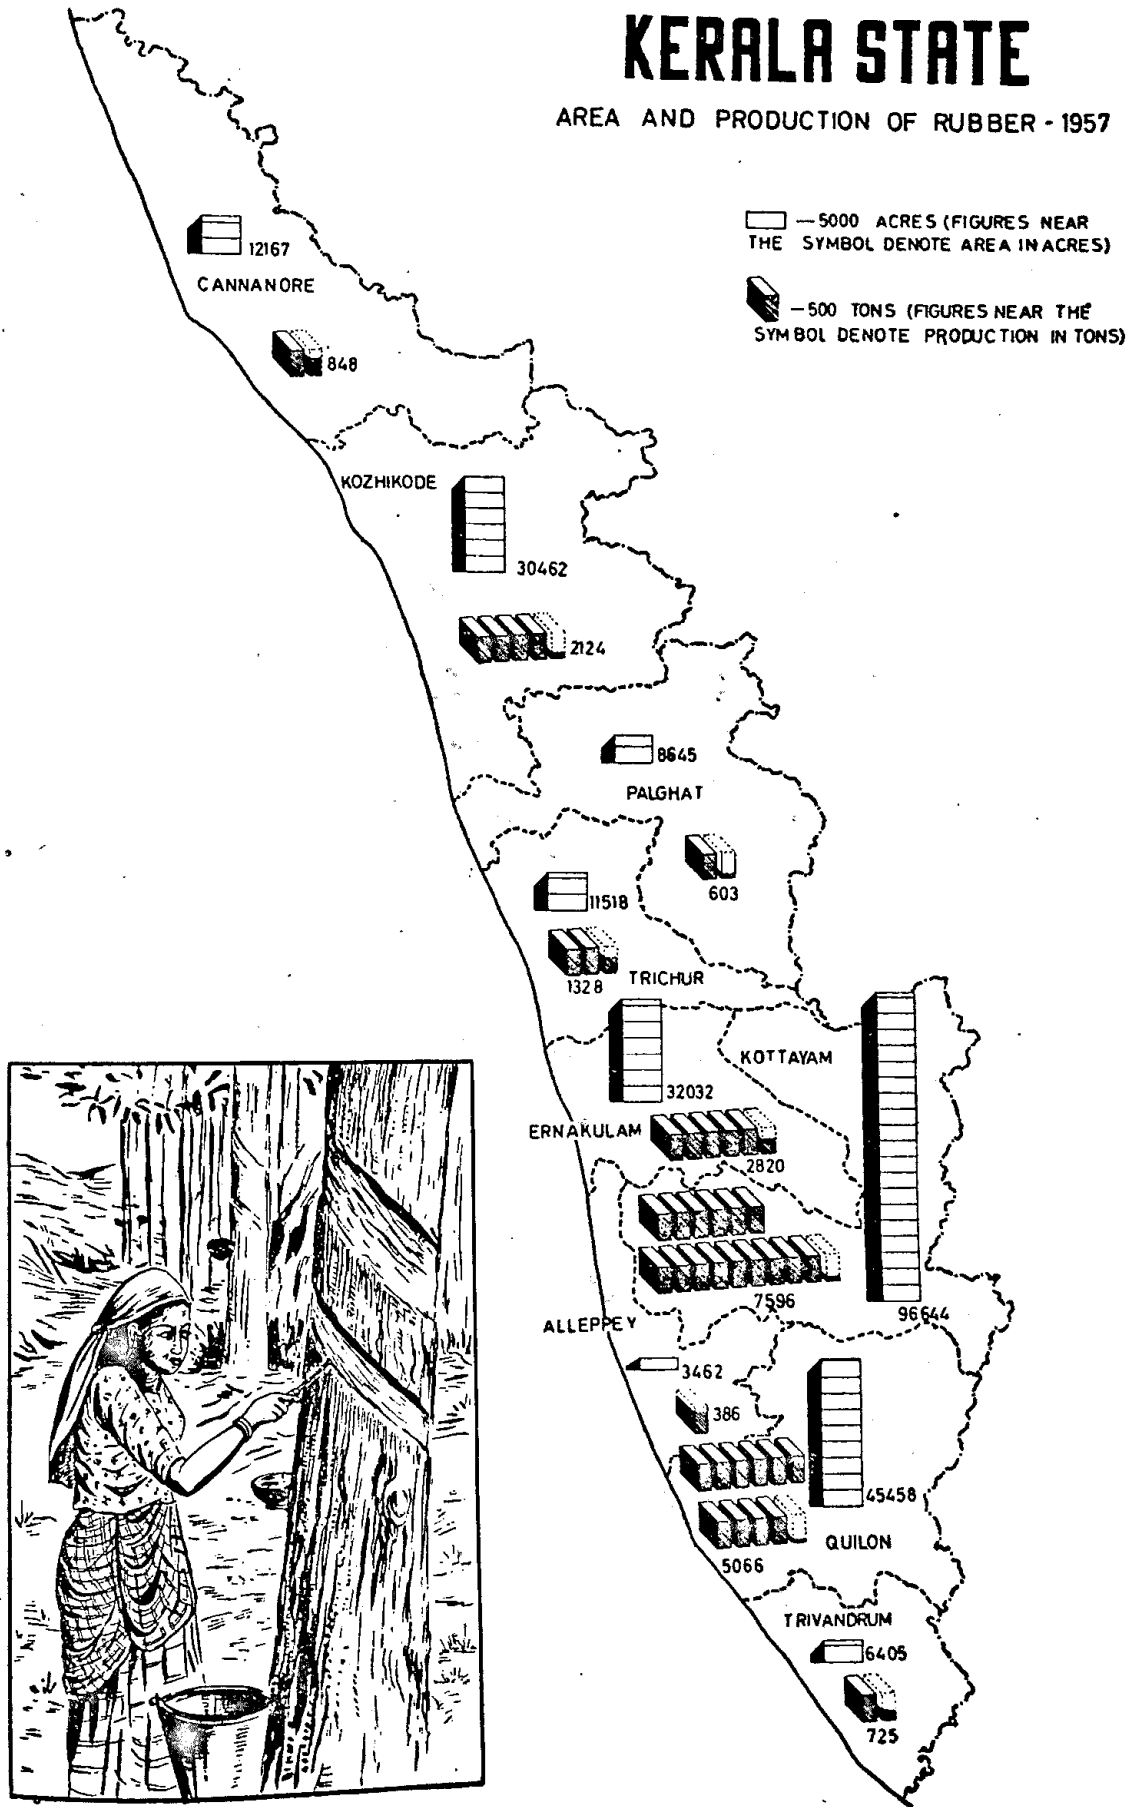 KERALA STATE
AREA AND PRODUCTION OF RUBBER - 1957
— 5000 ACRES (FIGURES NEAR
THE SYMBOL DENOTE AREA IN ACRES)
— 500 TONS (FIGURES NEAR THE
SYMBOL DENOTE PRODUCTION IN TONS)
12167
CANNANORE
848
KOZHIKODE
30462
2124
8645
PALGHAT
603
11518
1328
TRICHUR
KOTTAYAM
32032
ERNAKULAM
2820
7596
96644
ALLEPPEY
3462
386
45458
QUILON
5066
TRIVANDRUM
6405
725